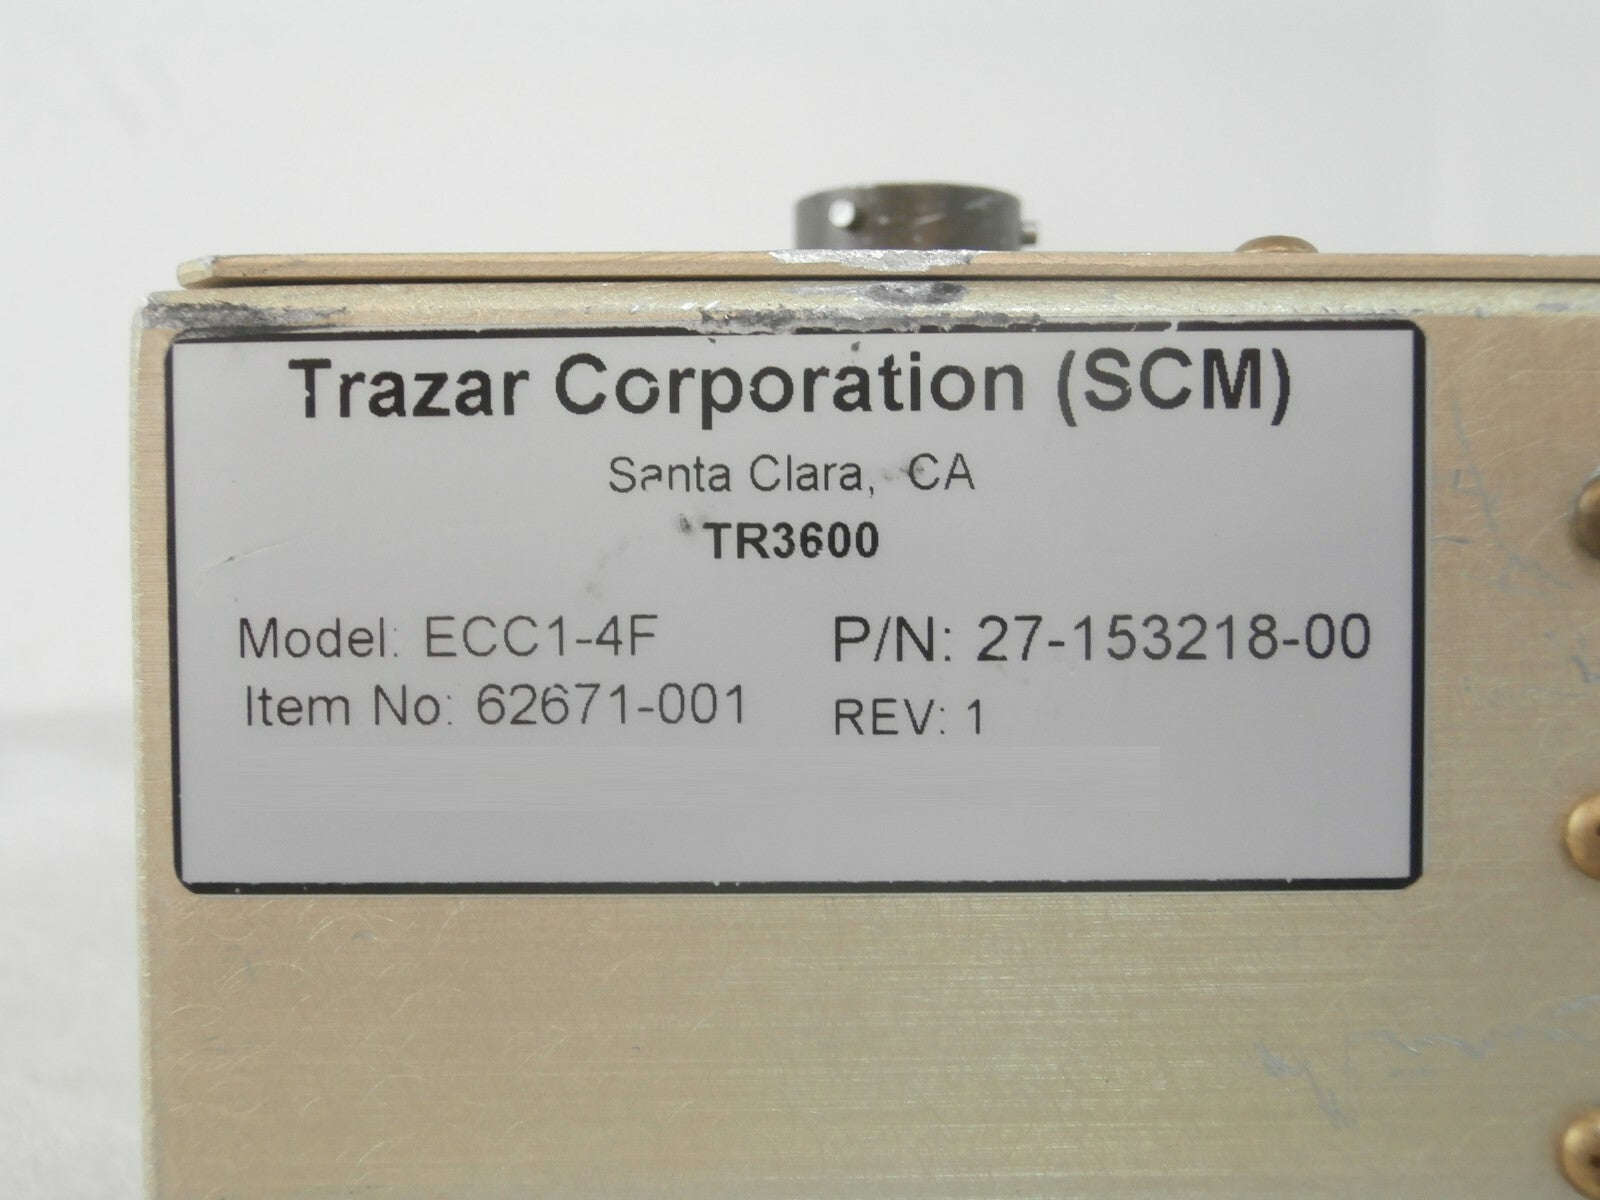 Trazar Corporation (SCM)
Santa Clara, CA
TR3600
Model: ECC1-4F P/N: 27-153218-00
Item No: 62671-001 REV: 1